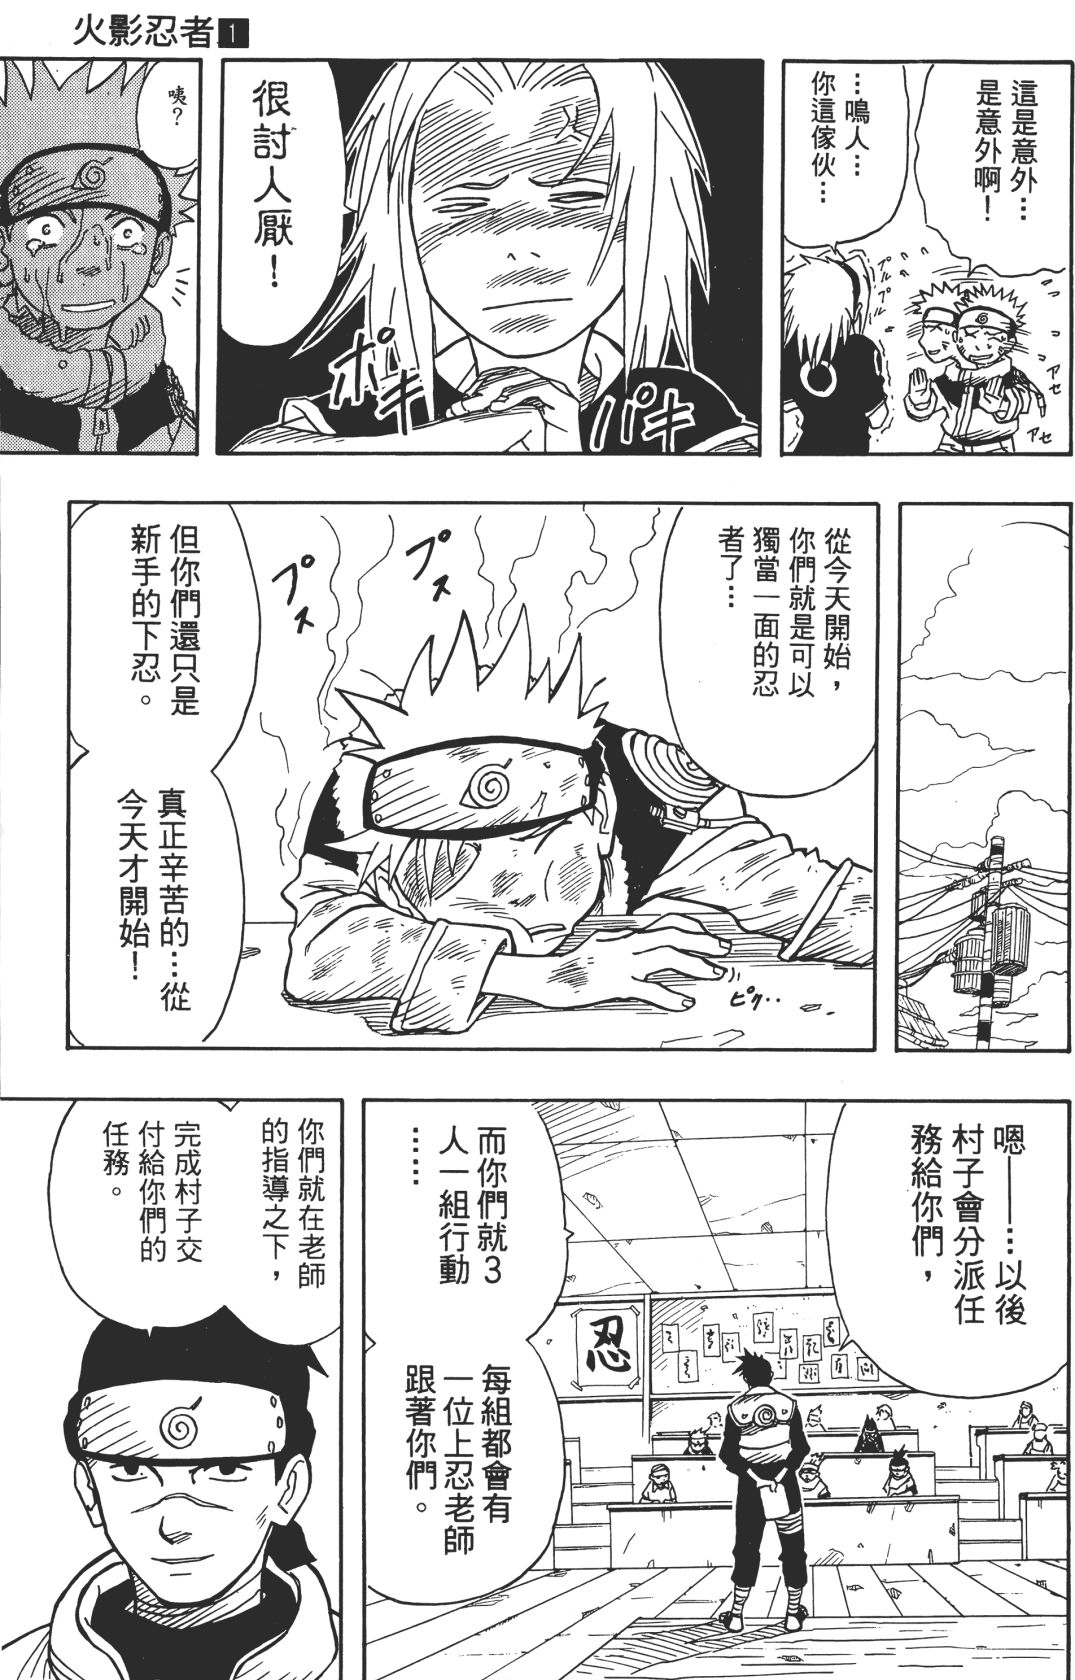 火影忍者1
這是意外…
是意外啊！
…鳴人…
你這傢伙…
プルプル
アセ
アセ
很討人厭！
パキ
ポキ
咦？
從今天開始，
你們就是可以
獨當一面的忍
者了…
プス
プス
ピク‥
但你們還只是
新手的下忍。
真正辛苦的…從
今天才開始！
嗯——…以後
村子會分派任
務給你們，
忍
而你們就3
人一組行動
……
每組都會有
一位上忍老師
跟著你們。
你們就在老師
的指導之下，
完成村子交
付給你們的
任務。